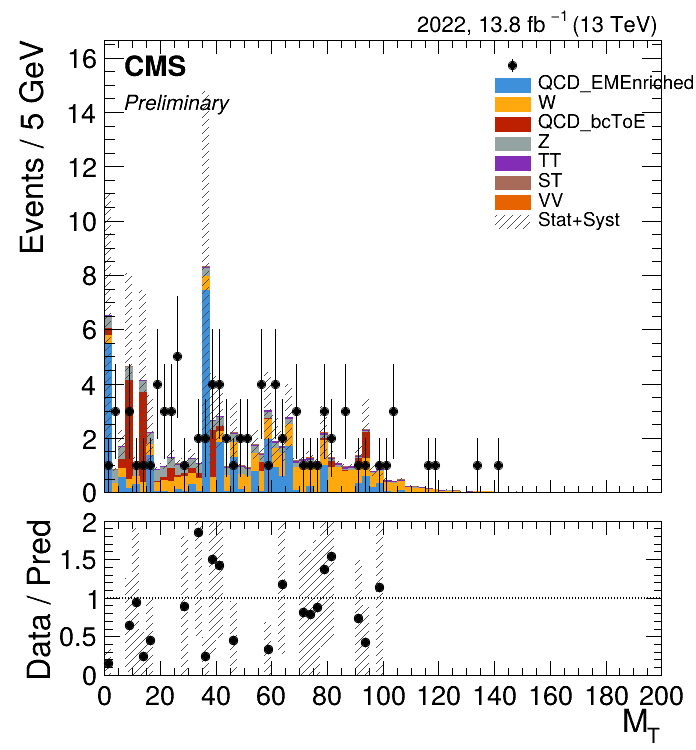 2022, 13.8 fb⁻¹ (13 TeV)
Events / 5 GeV
CMS
Preliminary
QCD_EMEnriched
W
QCD_bcToE
Z
TT
ST
VV
Stat+Syst
16
14
12
10
8
6
4
2
0
Data / Pred
2
1.5
1
0.5
0
0 20 40 60 80 100 120 140 160 180 200
M_T